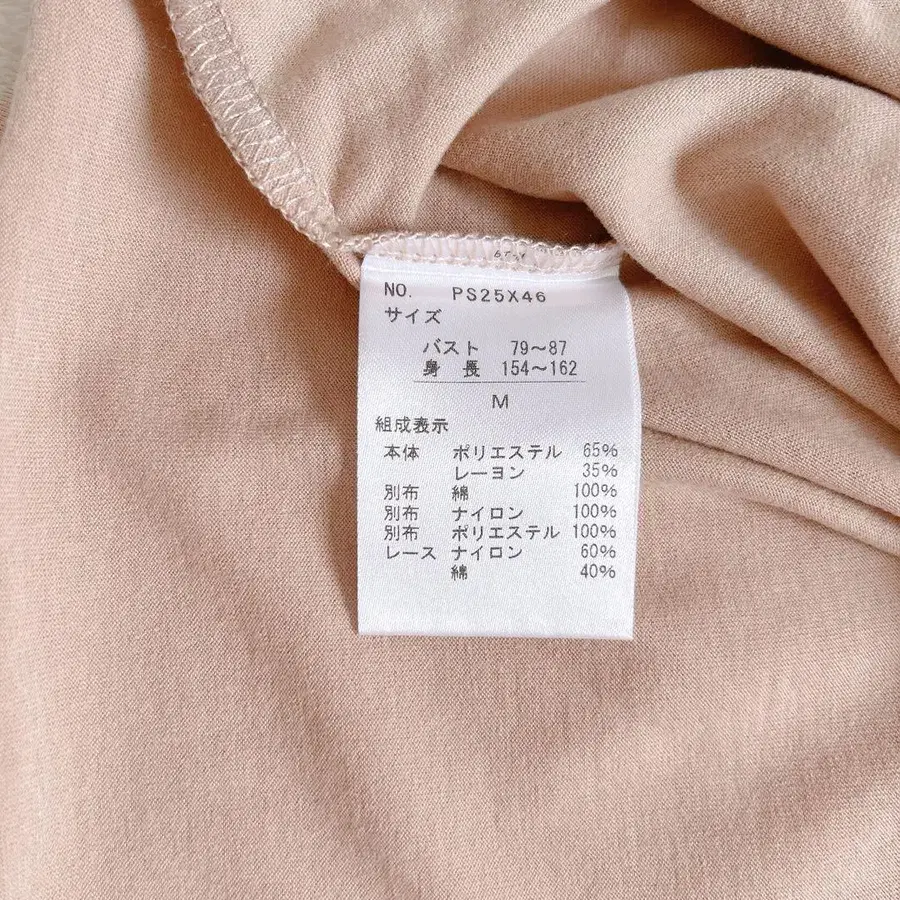 NO. PS25X46
サイズ
バスト 79～87
身長 154～162
M
組成表示
本体 ポリエステル 65%
レーヨン 35%
別布 綿 100%
別布 ナイロン 100%
別布 ポリエステル 100%
レース ナイロン 60%
綿 40%